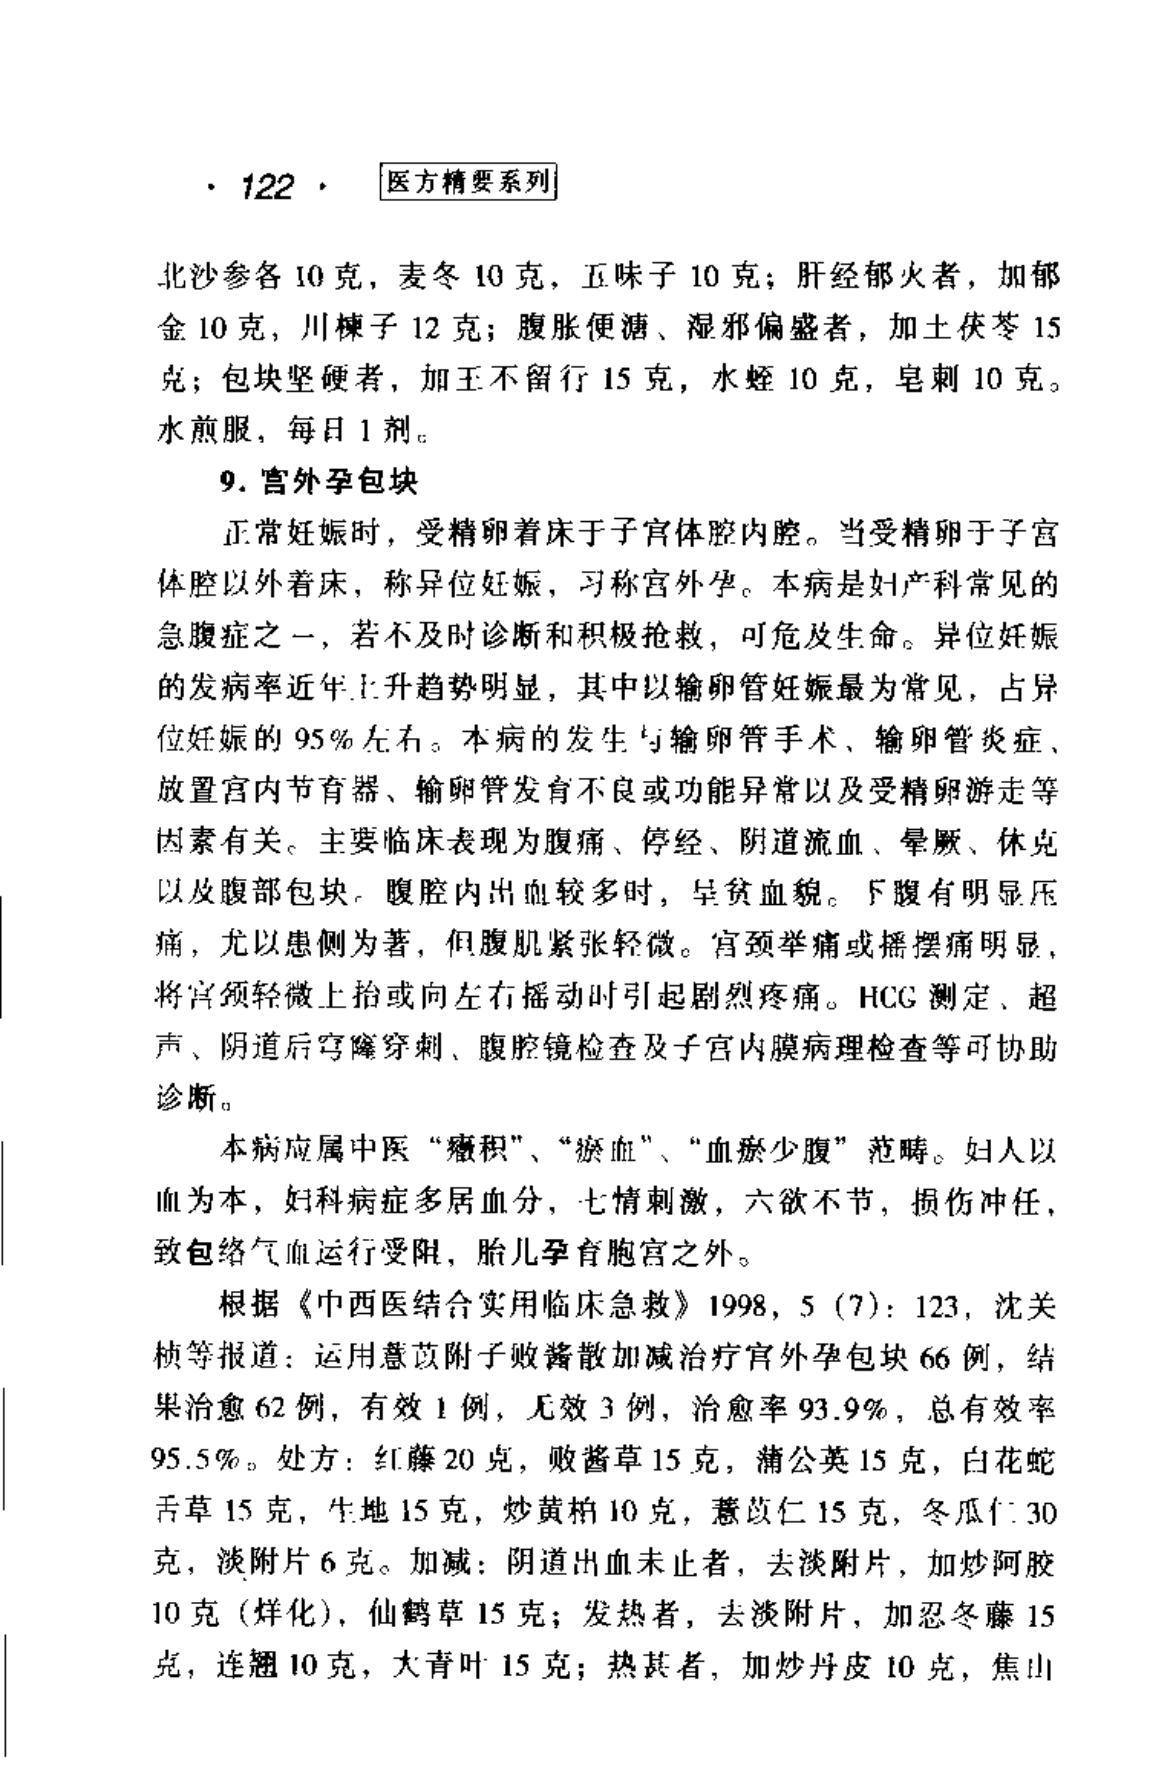 · 122 · 医方精要系列
北沙参各 10 克，麦冬 10 克，五味子 10 克；肝经郁火者，加郁
金 10 克，川楝子 12 克；腹胀便溏、湿邪偏盛者，加土茯苓 15
克；包块坚硬者，加王不留行 15 克，水蛭 10 克，皂刺 10 克。
水煎服，每日 1 剂。
9. 宫外孕包块
正常妊娠时，受精卵着床于子宫体腔内腔。当受精卵于子宫
体腔以外着床，称异位妊娠，习称宫外孕。本病是妇产科常见的
急腹症之一，若不及时诊断和积极抢救，可危及生命。异位妊娠
的发病率近年上升趋势明显，其中以输卵管妊娠最为常见，占异
位妊娠的 95%左右。本病的发生与输卵管手术、输卵管炎症、
放置宫内节育器、输卵管发育不良或功能异常以及受精卵游走等
因素有关。主要临床表现为腹痛、停经、阴道流血、晕厥、休克
以及腹部包块。腹腔内出血较多时，呈贫血貌。下腹有明显压
痛，尤以患侧为著，但腹肌紧张轻微。宫颈举痛或摇摆痛明显，
将宫颈轻微上抬或向左右摇动时引起剧烈疼痛。HCG 测定、超
声、阴道后穹窿穿刺、腹腔镜检查及子宫内膜病理检查等可协助
诊断。
本病应属中医“癥积”、“瘀血”、“血瘀少腹”范畴。妇人以
血为本，妇科病症多居血分，七情刺激，六欲不节，损伤冲任，
致包络气血运行受阻，胎儿孕育胞宫之外。
根据《中西医结合实用临床急救》1998，5（7）：123，沈关
桢等报道：运用薏苡附子败酱散加减治疗宫外孕包块 66 例，结
果治愈 62 例，有效 1 例，无效 3 例，治愈率 93.9%，总有效率
95.5%。处方：红藤 20 克，败酱草 15 克，蒲公英 15 克，白花蛇
舌草 15 克，生地 15 克，炒黄柏 10 克，薏苡仁 15 克，冬瓜仁 30
克，淡附片 6 克。加减：阴道出血未止者，去淡附片，加炒阿胶
10 克（烊化），仙鹤草 15 克；发热者，去淡附片，加忍冬藤 15
克，连翘 10 克，大青叶 15 克；热甚者，加炒丹皮 10 克，焦山